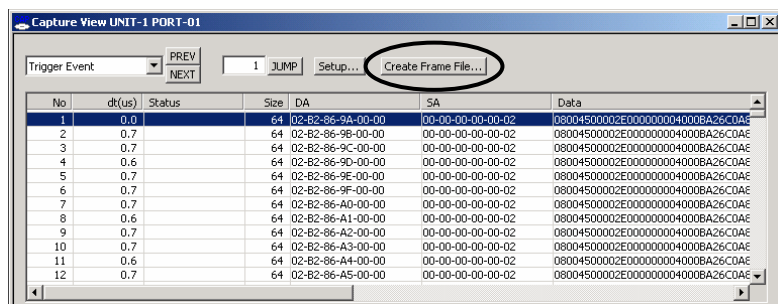 Capture View UNIT-1 PORT-01
Trigger Event PREV NEXT 1 JUMP Setup... Create Frame File...
No dt(us) Status Size DA SA Data
1 0.0 64 02-B2-86-9A-00-00 00-00-00-00-00-02 08004500002E000000004000BA26C0A8
2 0.7 64 02-B2-86-9B-00-00 00-00-00-00-00-02 08004500002E000000004000BA26C0A8
3 0.7 64 02-B2-86-9C-00-00 00-00-00-00-00-02 08004500002E000000004000BA26C0A8
4 0.6 64 02-B2-86-9D-00-00 00-00-00-00-00-02 08004500002E000000004000BA26C0A8
5 0.7 64 02-B2-86-9E-00-00 00-00-00-00-00-02 08004500002E000000004000BA26C0A8
6 0.7 64 02-B2-86-9F-00-00 00-00-00-00-00-02 08004500002E000000004000BA26C0A8
7 0.7 64 02-B2-86-A0-00-00 00-00-00-00-00-02 08004500002E000000004000BA26C0A8
8 0.6 64 02-B2-86-A1-00-00 00-00-00-00-00-02 08004500002E000000004000BA26C0A8
9 0.7 64 02-B2-86-A2-00-00 00-00-00-00-00-02 08004500002E000000004000BA26C0A8
10 0.7 64 02-B2-86-A3-00-00 00-00-00-00-00-02 08004500002E000000004000BA26C0A8
11 0.6 64 02-B2-86-A4-00-00 00-00-00-00-00-02 08004500002E000000004000BA26C0A8
12 0.7 64 02-B2-86-A5-00-00 00-00-00-00-00-02 08004500002E000000004000BA26C0A8